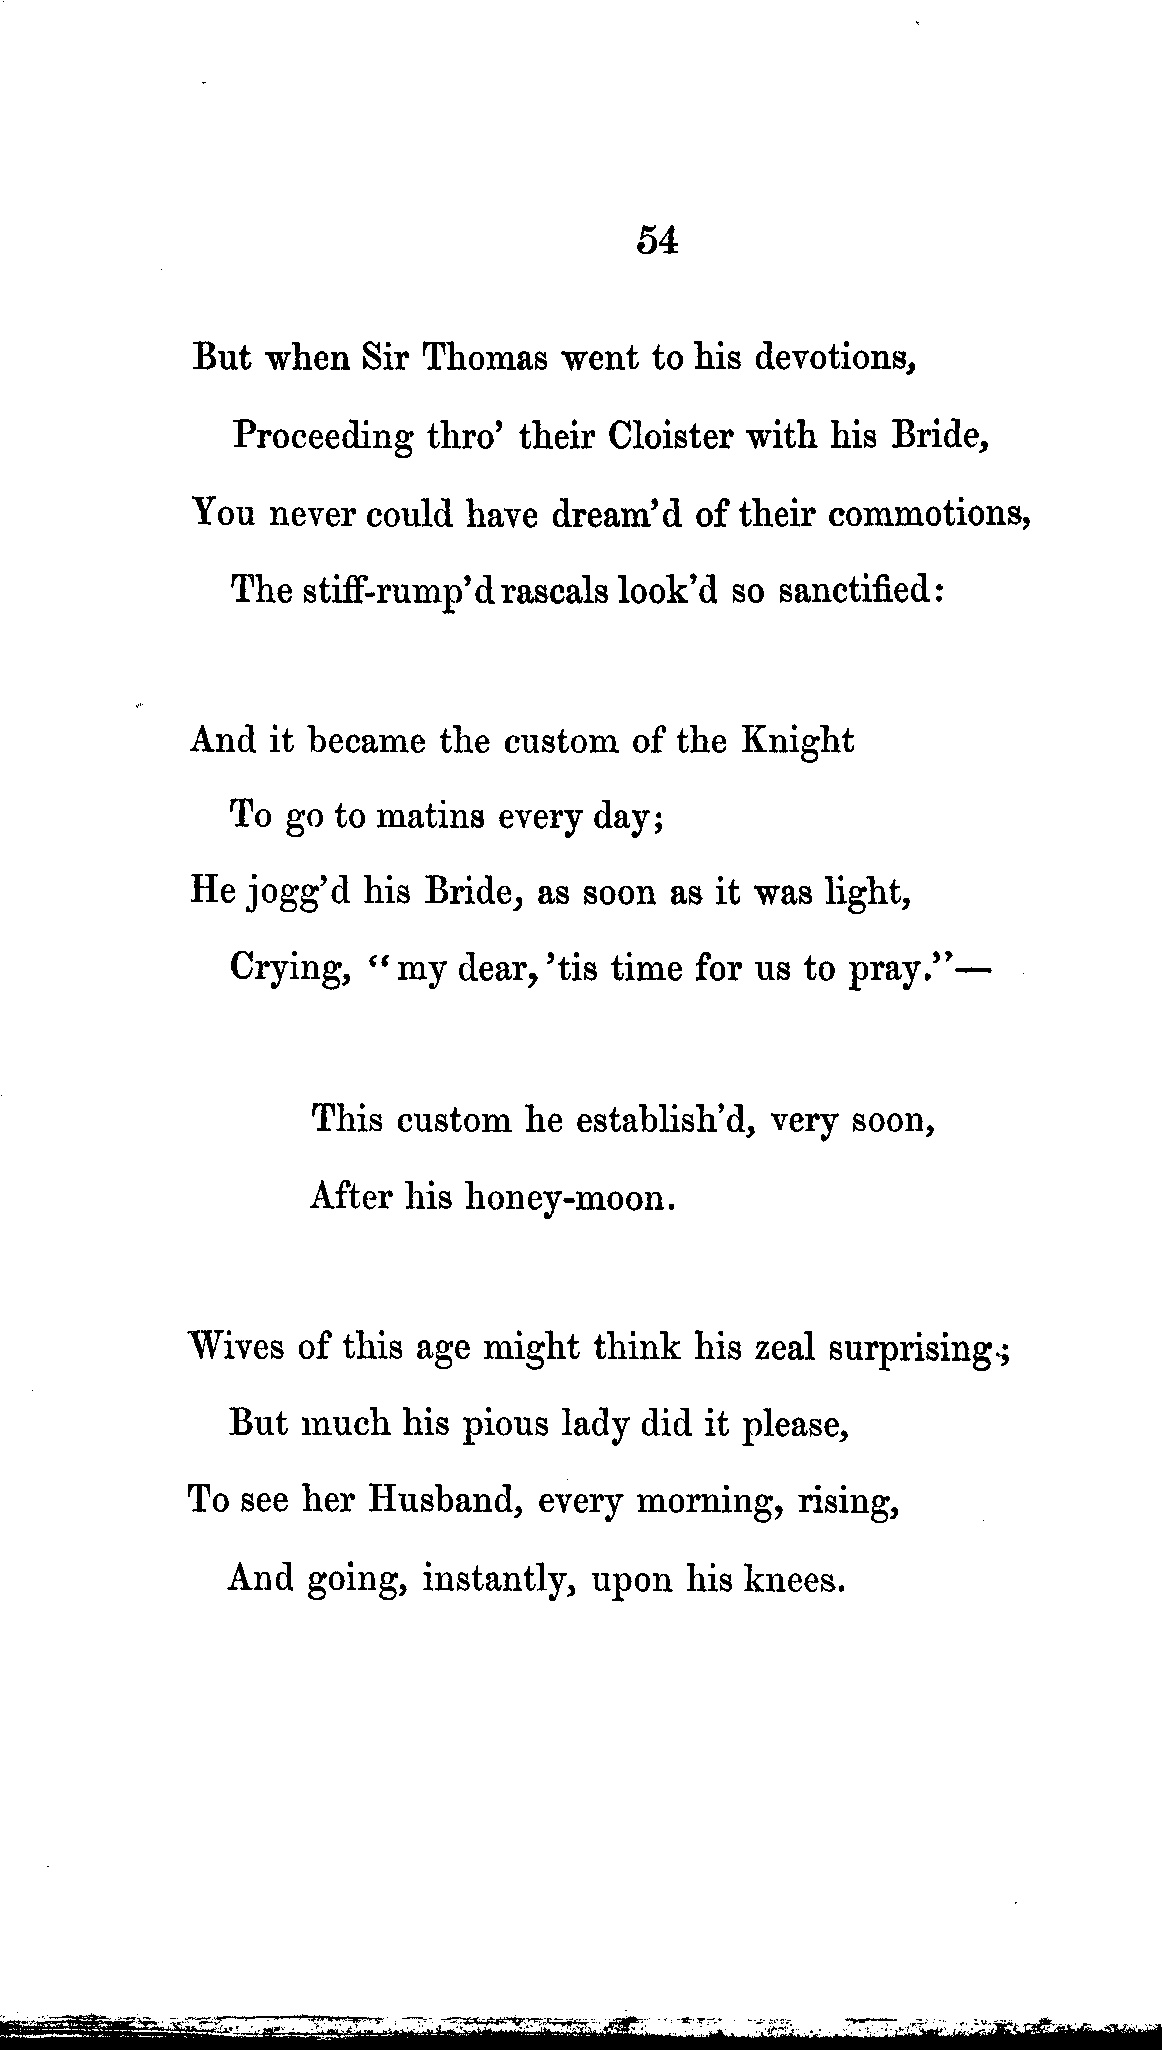 54
But when Sir Thomas went to his devotions,
Proceeding thro' their Cloister with his Bride,
You never could have dream'd of their commotions,
The stiff-rump'd rascals look'd so sanctified:
And it became the custom of the Knight
To go to matins every day;
He jogg'd his Bride, as soon as it was light,
Crying, “my dear, 'tis time for us to pray.”—
This custom he establish'd, very soon,
After his honey-moon.
Wives of this age might think his zeal surprising;
But much his pious lady did it please,
To see her Husband, every morning, rising,
And going, instantly, upon his knees.